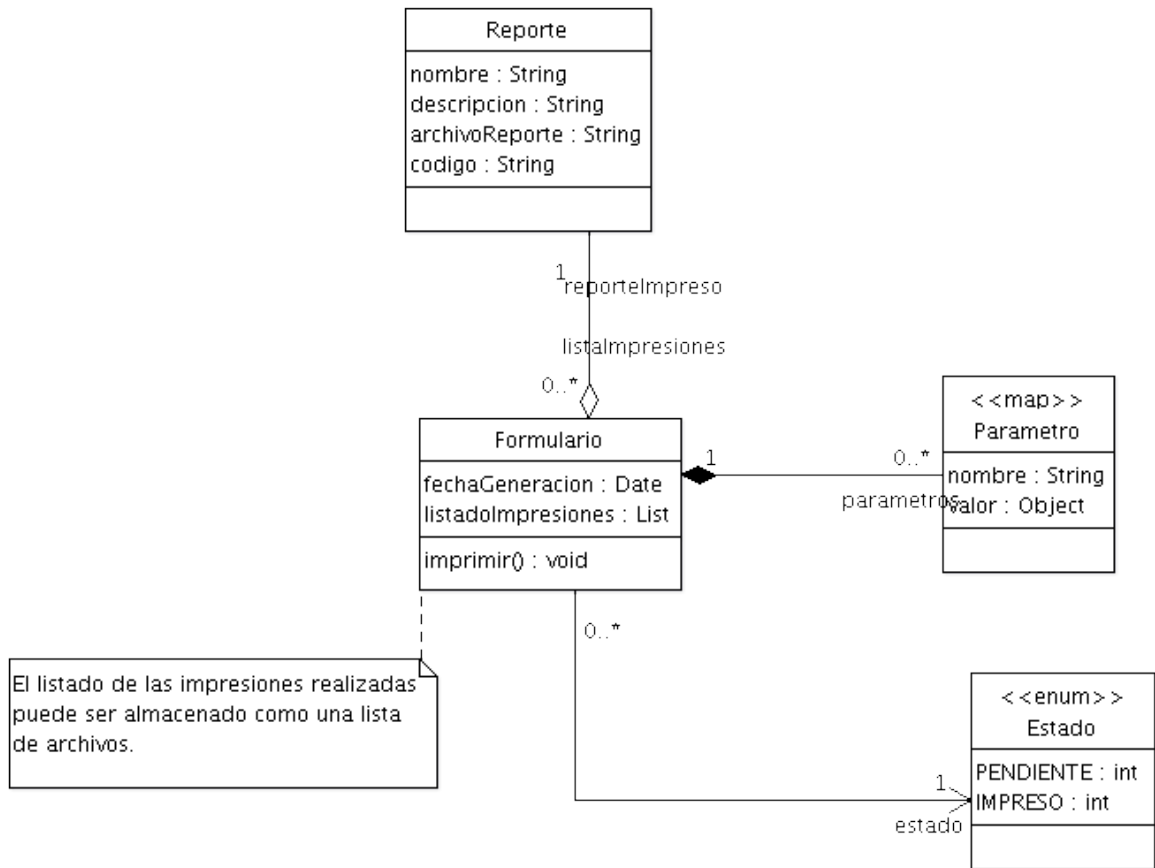 Reporte
nombre : String
descripcion : String
archivoReporte : String
codigo : String
1
reporteImpreso
listaImpresiones
0..*
Formulario
fechaGeneracion : Date
listadoImpresiones : List
imprimir() : void
1
0..*
parametros
<<map>>
Parametro
nombre : String
valor : Object
0..*
El listado de las impresiones realizadas
puede ser almacenado como una lista
de archivos.
1
estado
<<enum>>
Estado
PENDIENTE : int
IMPRESO : int